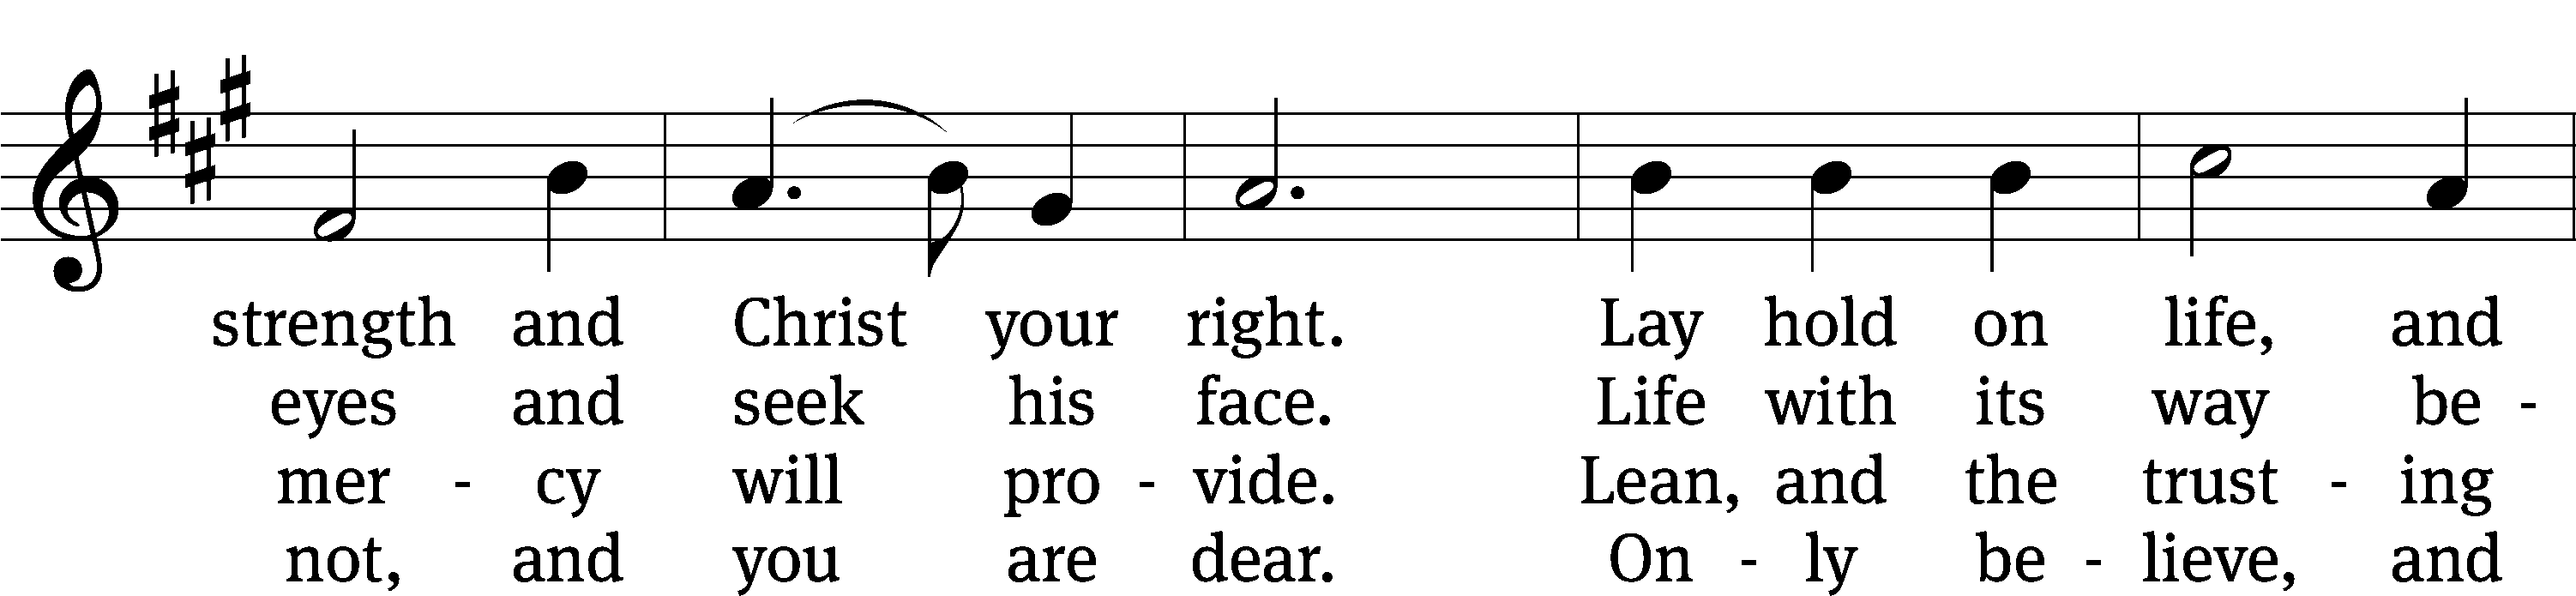 strength and Christ your right. Lay hold on life, and
eyes and seek his face. Life with its way be -
mer - cy will pro - vide. Lean, and the trust - ing
not, and you are dear. On - ly be - lieve, and